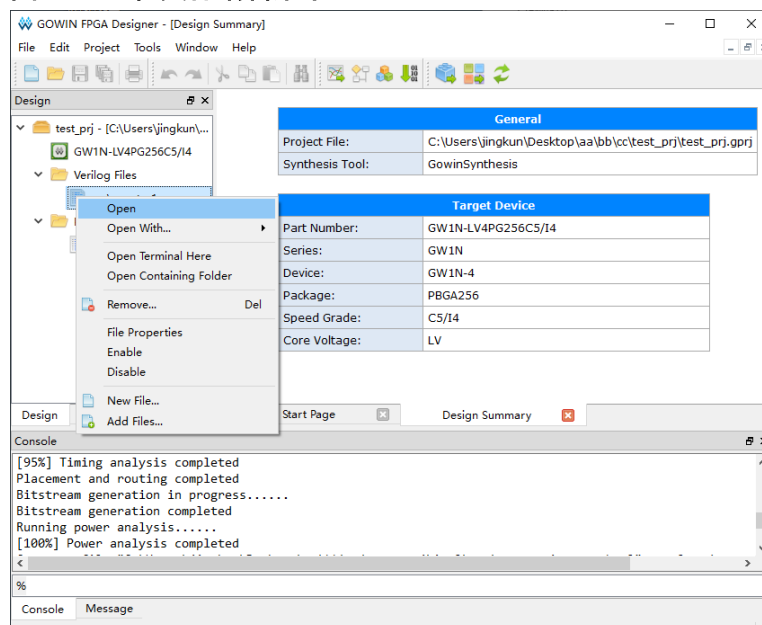 GOWIN FPGA Designer - [Design Summary]
File Edit Project Tools Window Help
Design
test_prj - [C:\Users\jingkun\...
GW1N-LV4PG256C5/I4
Verilog Files
Open
Open With...
Open Terminal Here
Open Containing Folder
Remove... Del
File Properties
Enable
Disable
New File...
Add Files...
General
Project File: C:\Users\jingkun\Desktop\aa\bb\cc\test_prj\test_prj.gprj
Synthesis Tool: GowinSynthesis
Target Device
Part Number: GW1N-LV4PG256C5/I4
Series: GW1N
Device: GW1N-4
Package: PBGA256
Speed Grade: C5/I4
Core Voltage: LV
Design
Start Page
Design Summary
Console
[95%] Timing analysis completed
Placement and routing completed
Bitstream generation in progress......
Bitstream generation completed
Running power analysis......
[100%] Power analysis completed
%
Console Message